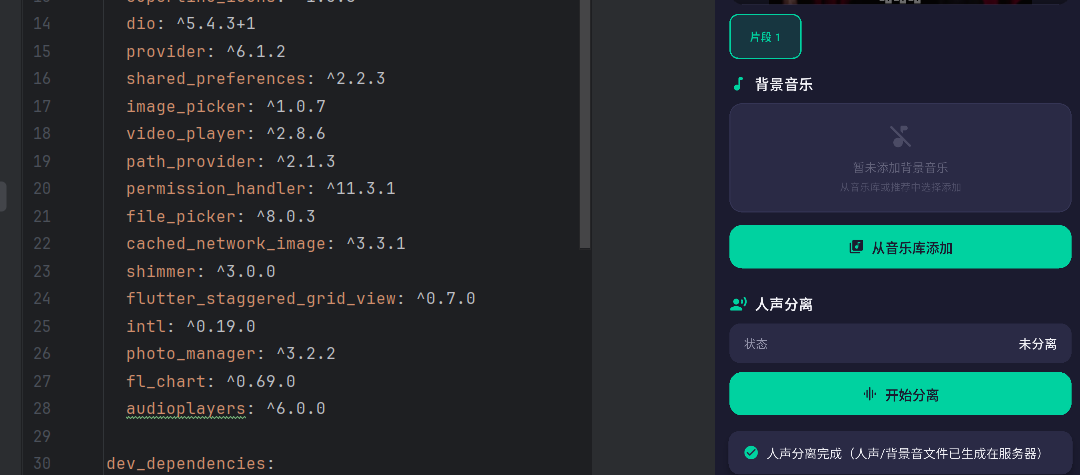 14 dio: ^5.4.3+1
15 provider: ^6.1.2
16 shared_preferences: ^2.2.3
17 image_picker: ^1.0.7
18 video_player: ^2.8.6
19 path_provider: ^2.1.3
20 permission_handler: ^11.3.1
21 file_picker: ^8.0.3
22 cached_network_image: ^3.3.1
23 shimmer: ^3.0.0
24 flutter_staggered_grid_view: ^0.7.0
25 intl: ^0.19.0
26 photo_manager: ^3.2.2
27 fl_chart: ^0.69.0
28 audioplayers: ^6.0.0
29
30 dev_dependencies:
片段 1
背景音乐
暂未添加背景音乐
从音乐库或推荐中选择添加
从音乐库添加
人声分离
状态 未分离
开始分离
人声分离完成（人声/背景音文件已生成在服务器）